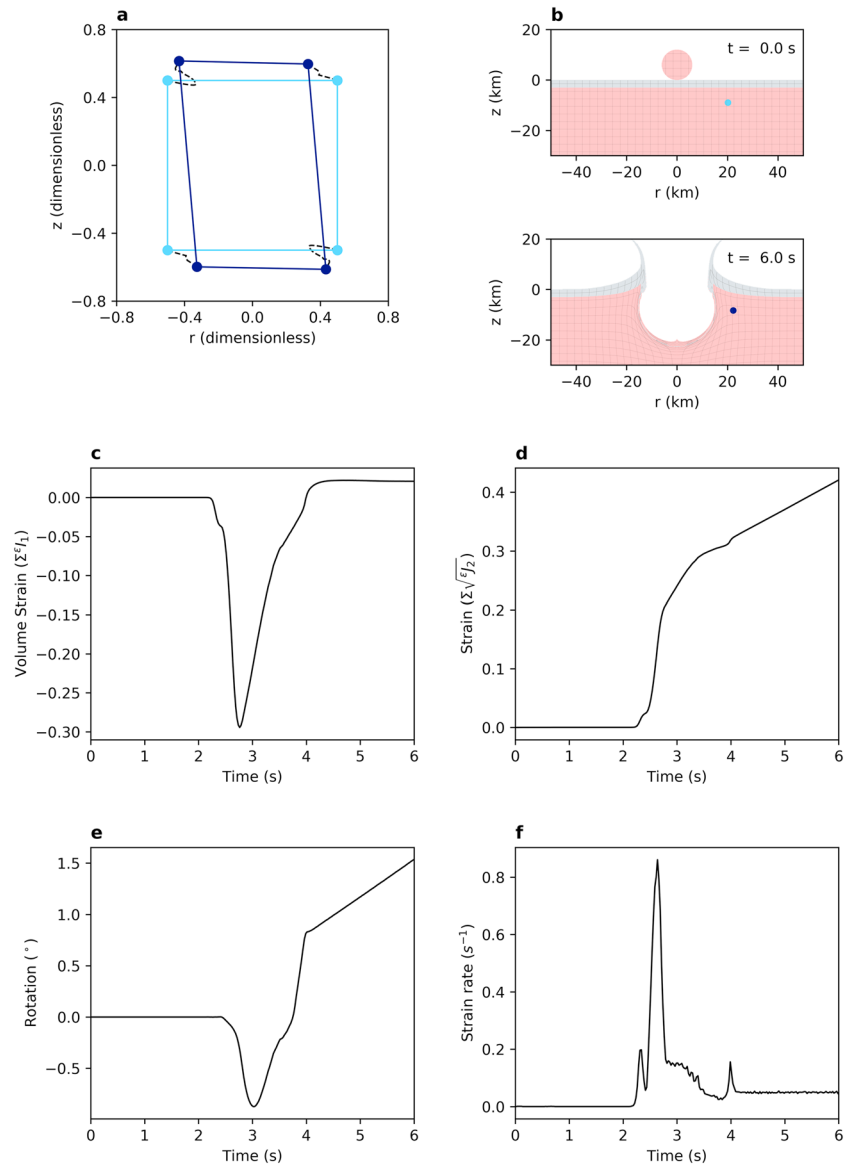 a
0.8
0.4
0.0
−0.4
−0.8
z (dimensionless)
−0.8 −0.4 0.0 0.4 0.8
r (dimensionless)
b
20
0
−20
z (km)
t = 0.0 s
−40 −20 0 20 40
r (km)
20
0
−20
z (km)
t = 6.0 s
−40 −20 0 20 40
r (km)
c
0.00
−0.05
−0.10
−0.15
−0.20
−0.25
−0.30
Volume Strain (Σ^εI₁)
0 1 2 3 4 5 6
Time (s)
d
0.4
0.3
0.2
0.1
0.0
Strain (Σ√^εJ₂)
0 1 2 3 4 5 6
Time (s)
e
1.5
1.0
0.5
0.0
−0.5
Rotation (°)
0 1 2 3 4 5 6
Time (s)
f
0.8
0.6
0.4
0.2
0.0
Strain rate (s⁻¹)
0 1 2 3 4 5 6
Time (s)